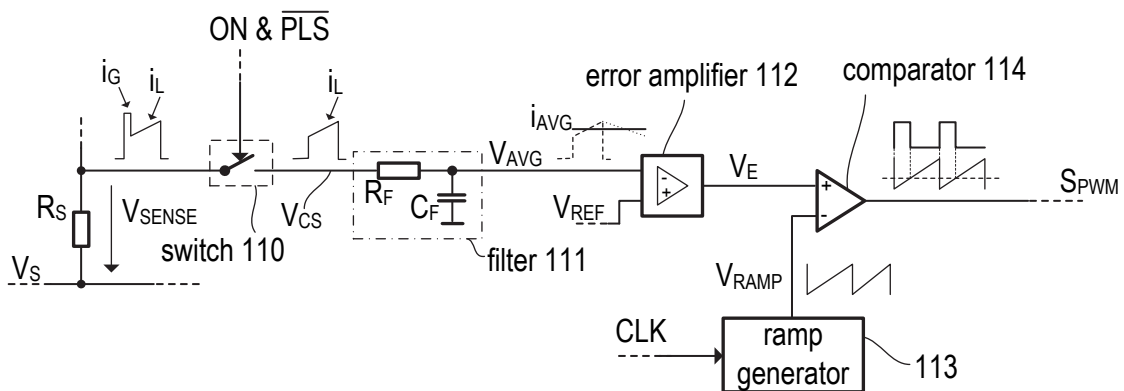 ON & PLS
error amplifier 112
comparator 114
iG
iL
iL
iAVG
VAVG
VE
SPWM
RS
VSENSE
VCS
RF
CF
VREF
-
+
+
-
switch 110
filter 111
VS
VRAMP
CLK
ramp
generator
113